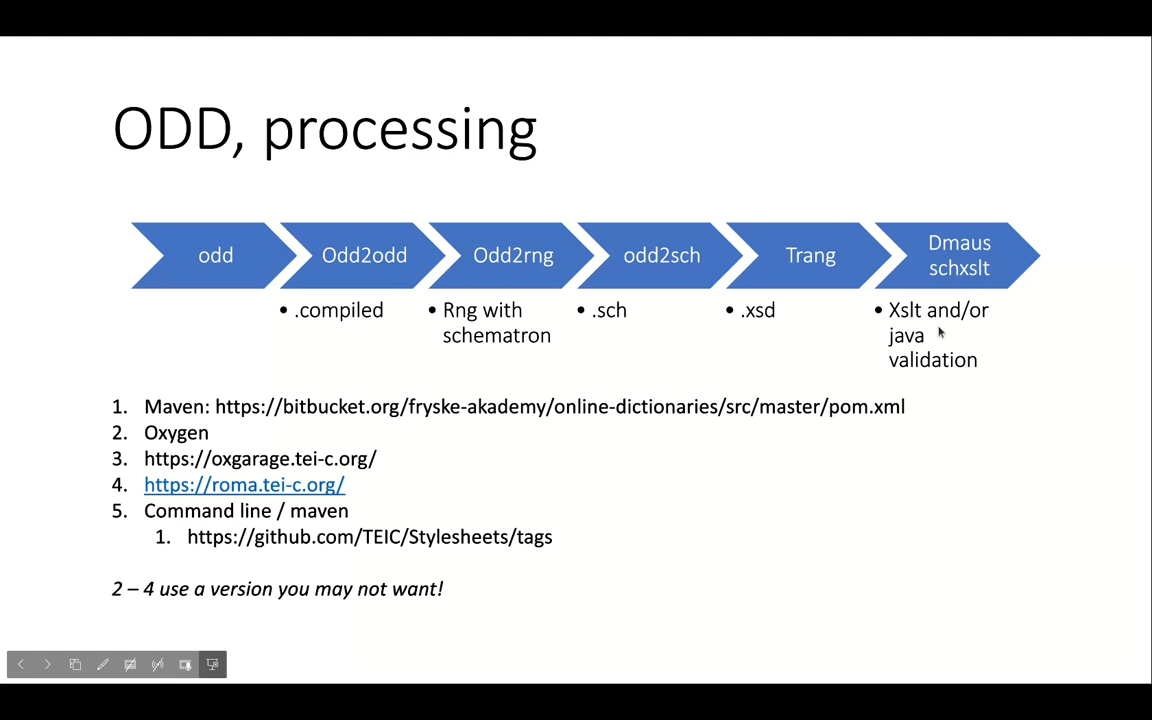 ODD, processing
odd
Odd2odd
Odd2rng
odd2sch
Trang
Dmaus
schxslt
• .compiled
• Rng with
schematron
• .sch
• .xsd
• Xslt and/or
java
validation
1. Maven: https://bitbucket.org/fryske-akademy/online-dictionaries/src/master/pom.xml
2. Oxygen
3. https://oxgarage.tei-c.org/
4. https://roma.tei-c.org/
5. Command line / maven
1. https://github.com/TEIC/Stylesheets/tags
2 – 4 use a version you may not want!